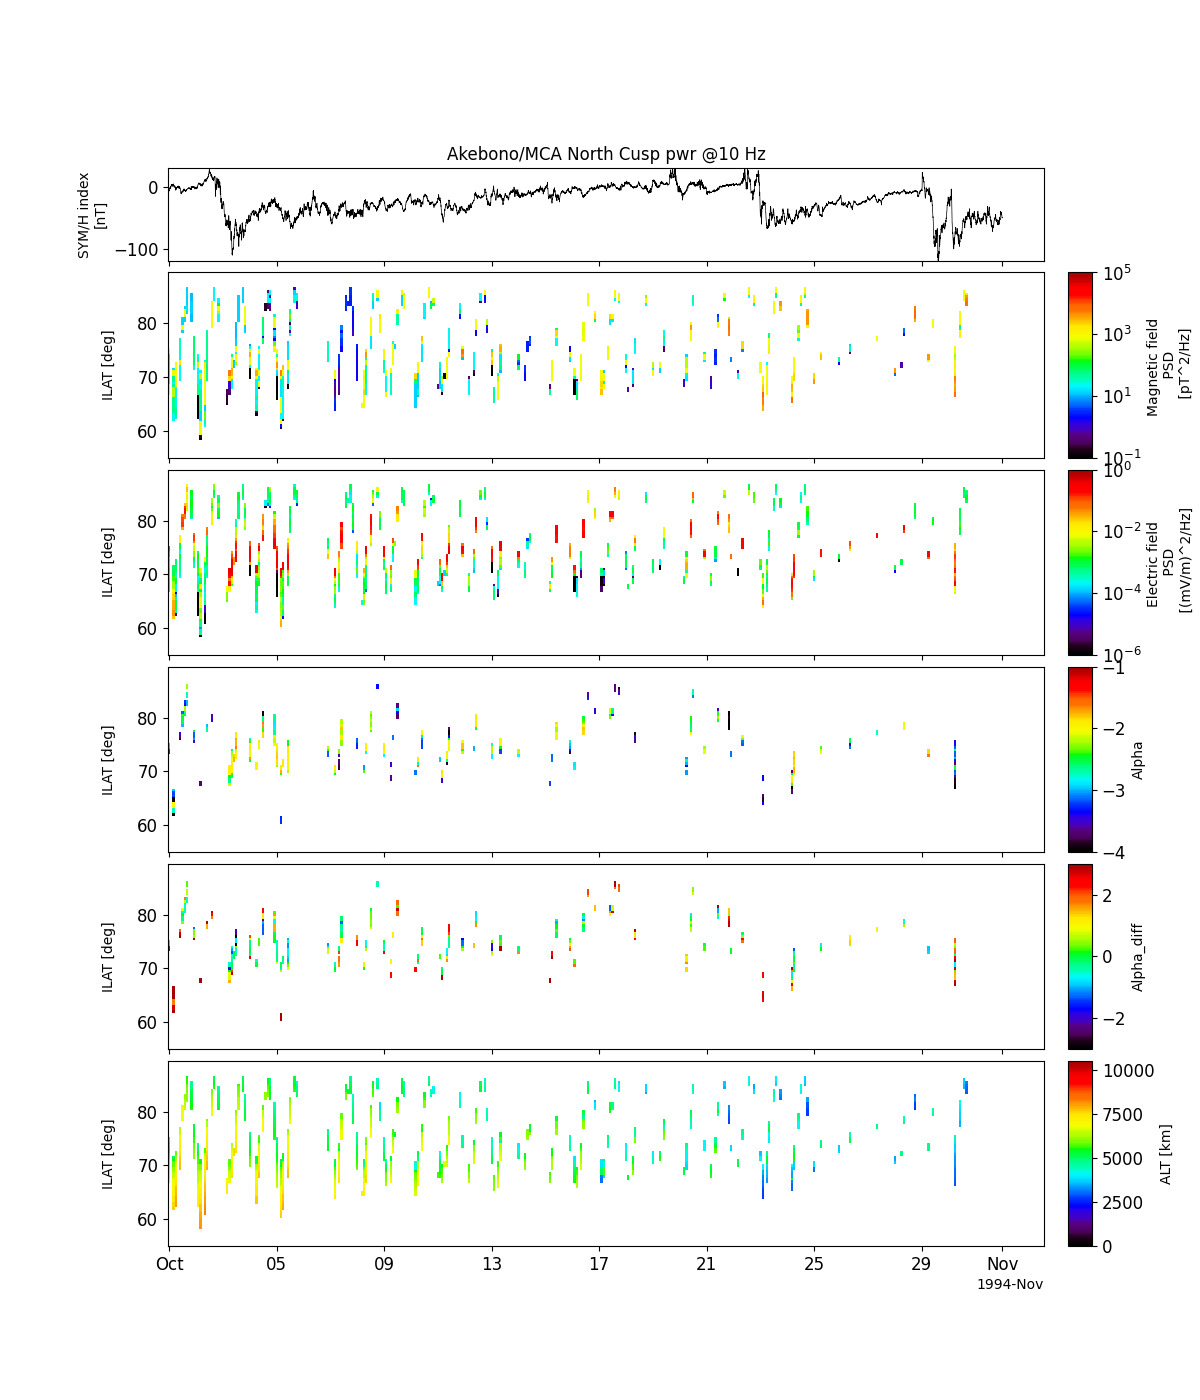 Akebono/MCA North Cusp pwr @10 Hz
SYM/H index
[nT]
0
−100
ILAT [deg]
80
70
60
10^5
10^3
10^1
10^−1
Magnetic field
PSD
[pT^2/Hz]
ILAT [deg]
80
70
60
10^0
10^−2
10^−4
10^−6
Electric field
PSD
[(mV/m)^2/Hz]
ILAT [deg]
80
70
60
−1
−2
−3
−4
Alpha
ILAT [deg]
80
70
60
2
0
−2
Alpha_diff
ILAT [deg]
80
70
60
10000
7500
5000
2500
0
ALT [km]
Oct 05 09 13 17 21 25 29 Nov
1994-Nov